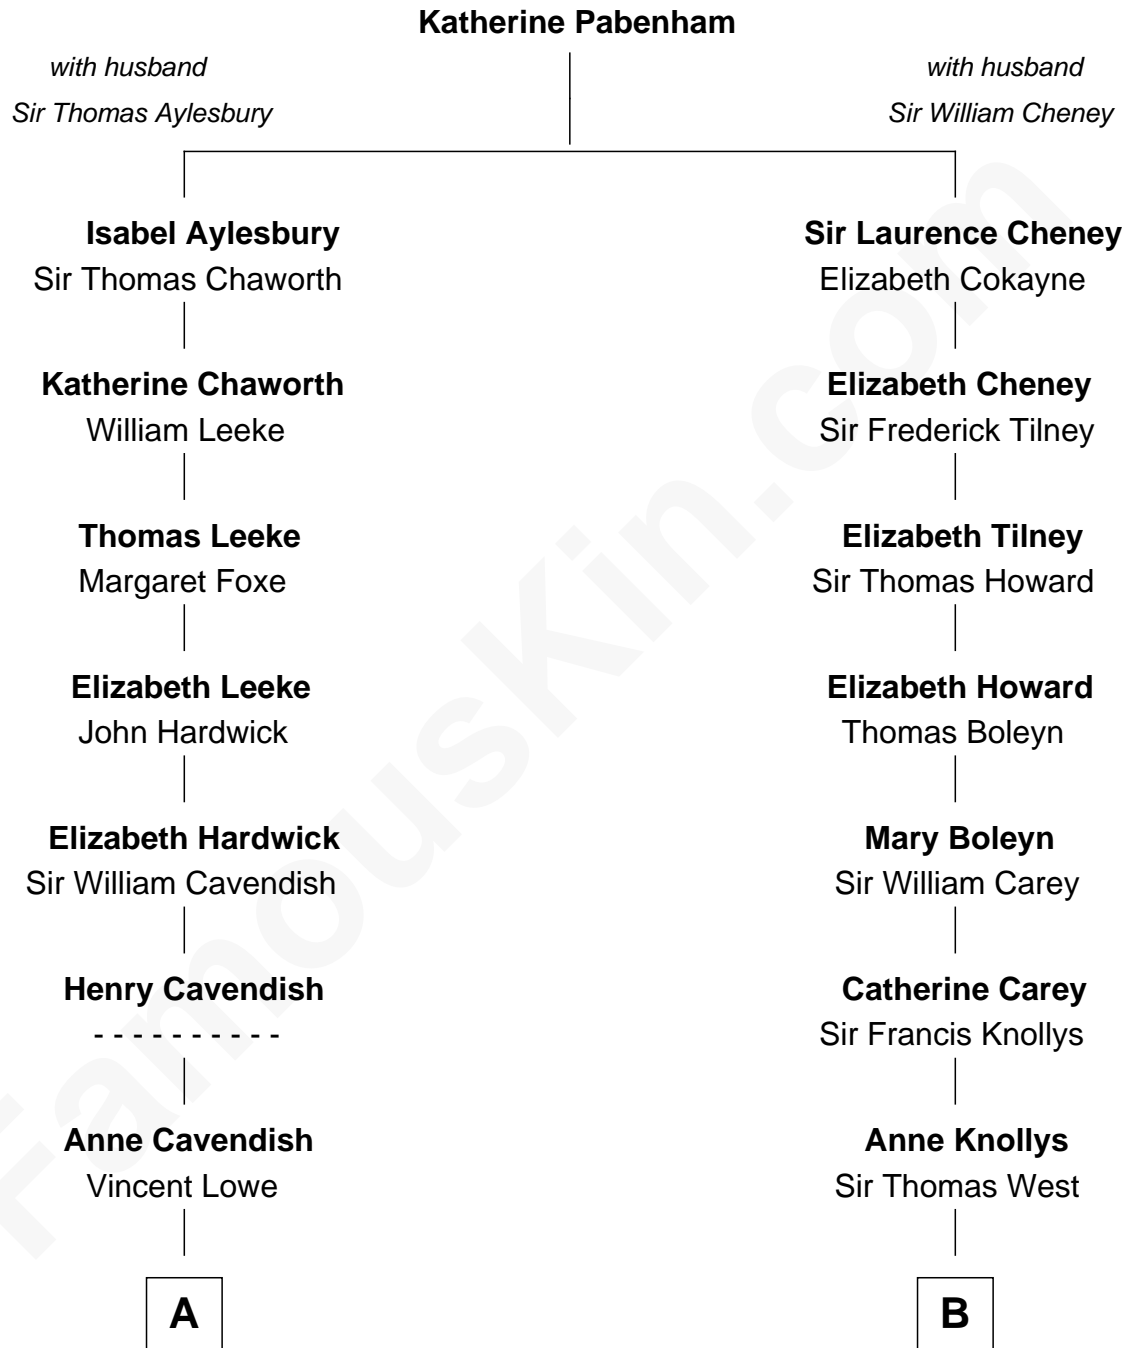 Katherine Pabenham
with husband
Sir Thomas Aylesbury
with husband
Sir William Cheney
Isabel Aylesbury
Sir Thomas Chaworth
Katherine Chaworth
William Leeke
Thomas Leeke
Margaret Foxe
Elizabeth Leeke
John Hardwick
Elizabeth Hardwick
Sir William Cavendish
Henry Cavendish
- - - - - - - - - -
Anne Cavendish
Vincent Lowe
A
Sir Laurence Cheney
Elizabeth Cokayne
Elizabeth Cheney
Sir Frederick Tilney
Elizabeth Tilney
Sir Thomas Howard
Elizabeth Howard
Thomas Boleyn
Mary Boleyn
Sir William Carey
Catherine Carey
Sir Francis Knollys
Anne Knollys
Sir Thomas West
B
FamousKin.com